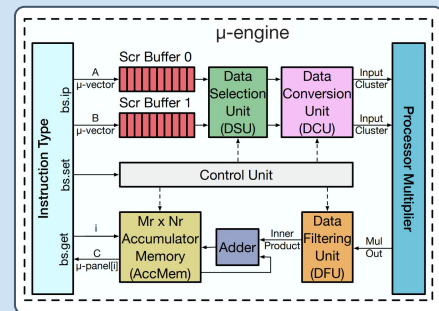 μ-engine
Instruction Type
bs.ip
bs.set
bs.get
A
μ-vector
B
μ-vector
Scr Buffer 0
Scr Buffer 1
Data
Selection
Unit
(DSU)
Data
Conversion
Unit
(DCU)
Input
Cluster
Input
Cluster
Processor Multiplier
Control Unit
i
C
μ-panel[i]
Mr x Nr
Accumulator
Memory
(AccMem)
Adder
Inner
Product
Data
Filtering
Unit
(DFU)
Mul
Out